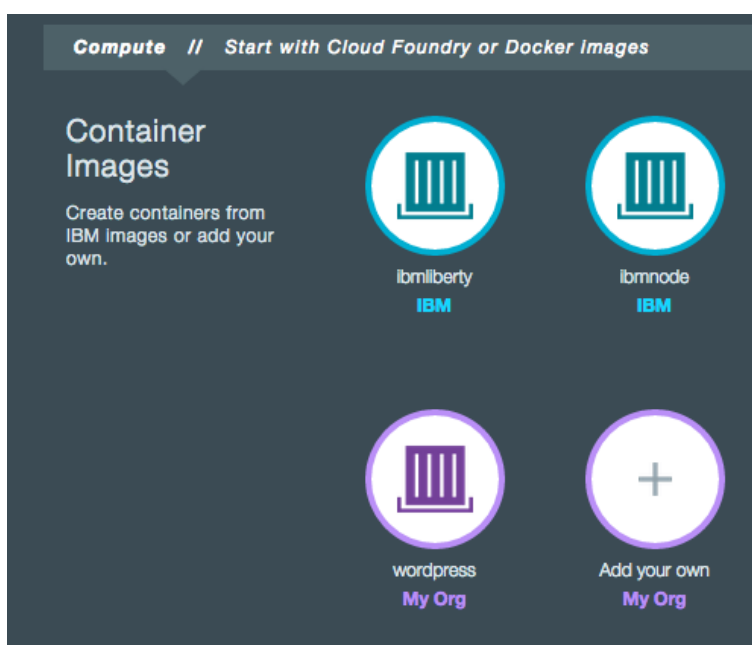 Compute // Start with Cloud Foundry or Docker images
Container
Images
Create containers from
IBM images or add your
own.
ibmliberty
IBM
ibmnode
IBM
wordpress
My Org
Add your own
My Org